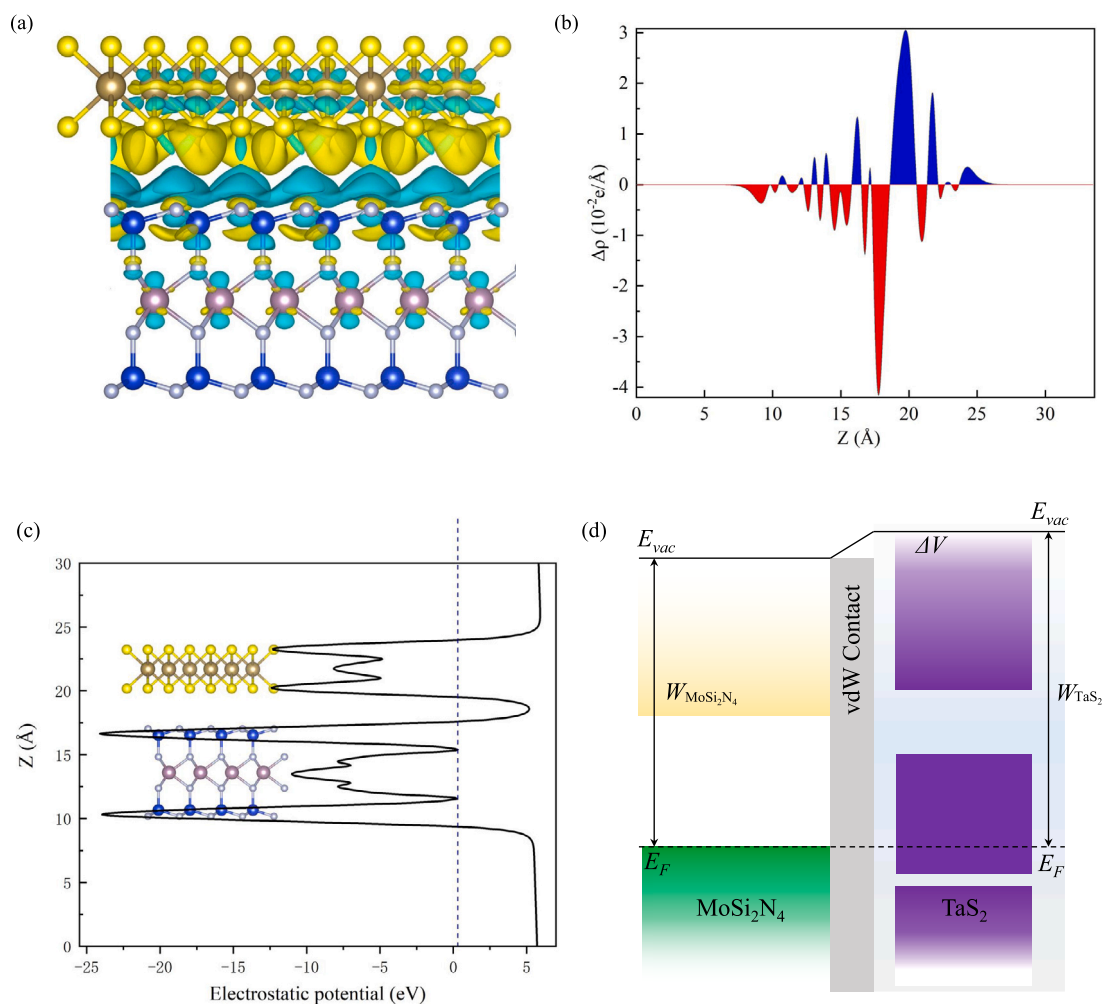 (a)
(b)
3
2
1
0
-1
-2
-3
-4
Δρ (10⁻²e/Å)
0
5
10
15
20
25
30
Z (Å)
(c)
30
25
20
15
10
5
0
Z (Å)
-25
-20
-15
-10
-5
0
5
Electrostatic potential (eV)
(d)
E_vac
E_vac
ΔV
vdW Contact
W_MoSi₂N₄
W_TaS₂
E_F
E_F
MoSi₂N₄
TaS₂